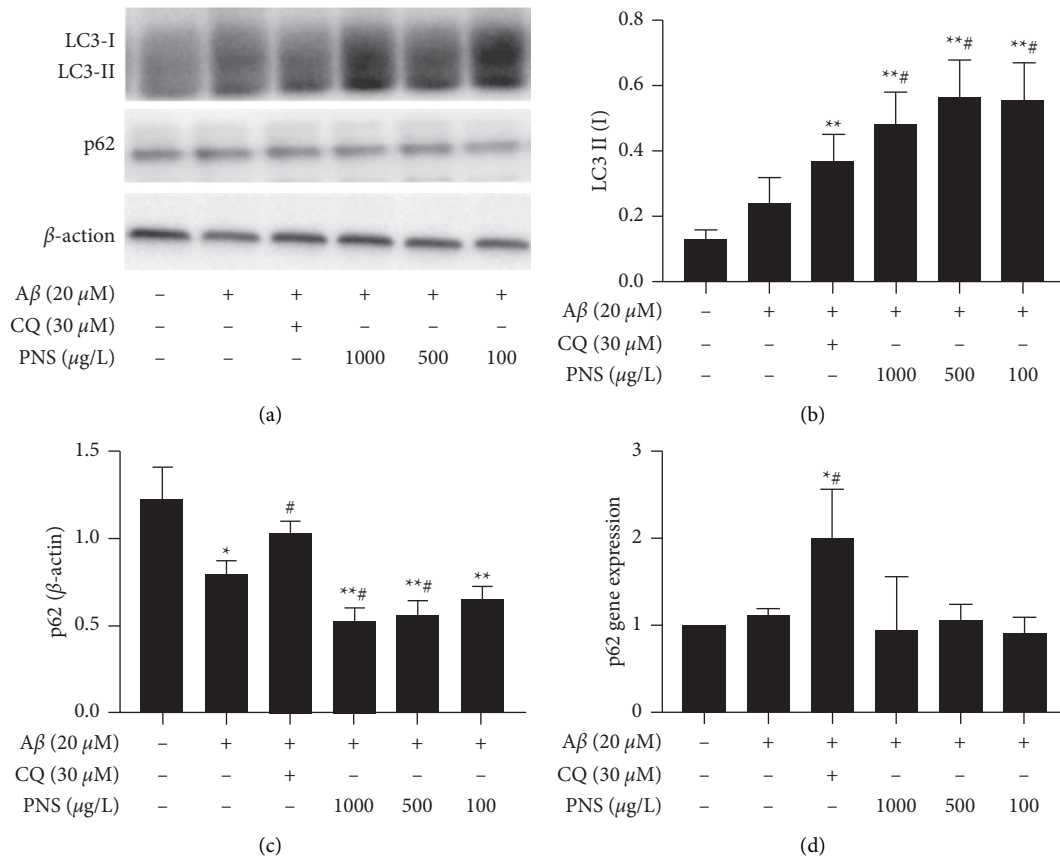 LC3-I
LC3-II
p62
β-action
Aβ (20 μM) – + + + + +
CQ (30 μM) – – + – – –
PNS (μg/L) – – – 1000 500 100
(a)
0.8
0.6
0.4
0.2
0.0
LC3 II (I)
** **# **# **#
Aβ (20 μM) – + + + + +
CQ (30 μM) – – + – – –
PNS (μg/L) – – – 1000 500 100
(b)
1.5
1.0
0.5
0.0
p62 (β-actin)
* # **# **# **
Aβ (20 μM) – + + + + +
CQ (30 μM) – – + – – –
PNS (μg/L) – – – 1000 500 100
(c)
3
2
1
0
p62 gene expression
*#
Aβ (20 μM) – + + + + +
CQ (30 μM) – – + – – –
PNS (μg/L) – – – 1000 500 100
(d)